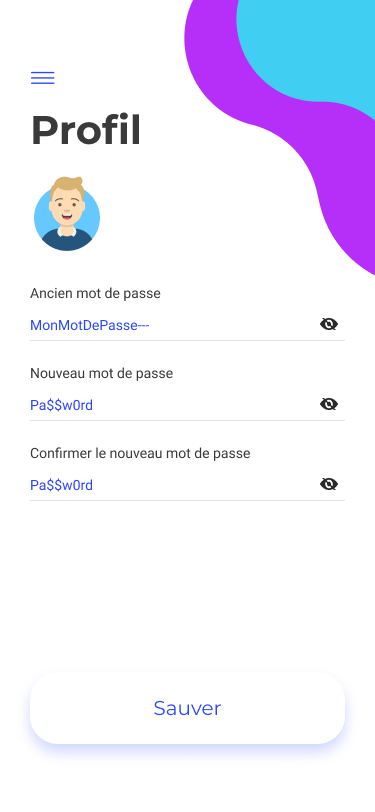 Profil
Ancien mot de passe
MonMotDePasse---
Nouveau mot de passe
Pa$$w0rd
Confirmer le nouveau mot de passe
Pa$$w0rd
Sauver